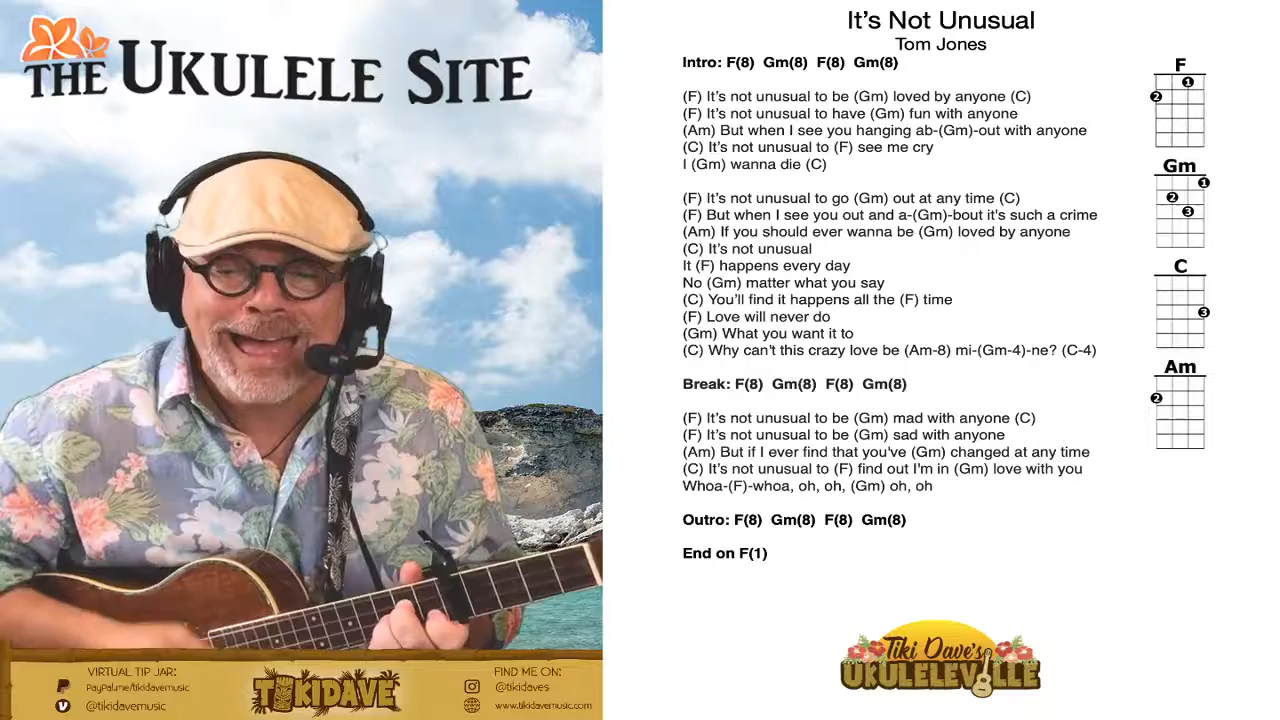 THE UKULELE SITE
It's Not Unusual
Tom Jones
Intro: F(8)  Gm(8)  F(8)  Gm(8)
(F) It's not unusual to be (Gm) loved by anyone (C)
(F) It's not unusual to have (Gm) fun with anyone
(Am) But when I see you hanging ab-(Gm)-out with anyone
(C) It's not unusual to (F) see me cry
I (Gm) wanna die (C)
(F) It's not unusual to go (Gm) out at any time (C)
(F) But when I see you out and a-(Gm)-bout it's such a crime
(Am) If you should ever wanna be (Gm) loved by anyone
(C) It's not unusual
It (F) happens every day
No (Gm) matter what you say
(C) You'll find it happens all the (F) time
(F) Love will never do
(Gm) What you want it to
(C) Why can't this crazy love be (Am-8) mi-(Gm-4)-ne? (C-4)
Break: F(8)  Gm(8)  F(8)  Gm(8)
(F) It's not unusual to be (Gm) mad with anyone (C)
(F) It's not unusual to be (Gm) sad with anyone
(Am) But if I ever find that you've (Gm) changed at any time
(C) It's not unusual to (F) find out I'm in (Gm) love with you
Whoa-(F)-whoa, oh, oh, (Gm) oh, oh
Outro: F(8)  Gm(8)  F(8)  Gm(8)
End on F(1)
F
1
2
Gm
1
2
3
C
3
Am
2
Tiki Dave's
UKULELEVILLE
VIRTUAL TIP JAR:
PayPal.me/tikidavemusic
@tikidavemusic
TIKIDAVE
FIND ME ON:
@tikidaves
www.tikidavemusic.com